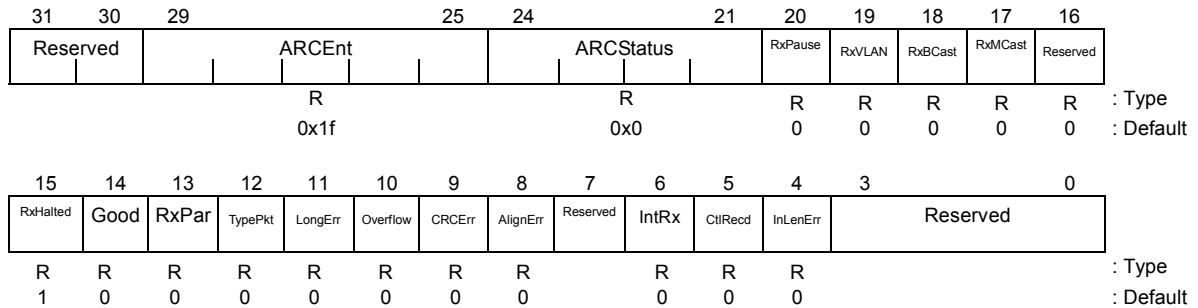 31 30 29 25 24 21 20 19 18 17 16
Reserved ARCEnt ARCStatus RxPause RxVLAN RxBCast RxMCast Reserved
R R R R R R R : Type
0x1f 0x0 0 0 0 0 0 : Default
15 14 13 12 11 10 9 8 7 6 5 4 3 0
RxHalted Good RxPar TypePkt LongErr Overflow CRCErr AlignErr Reserved IntRx CtlRecd InLenErr Reserved
R R R R R R R R R R R : Type
1 0 0 0 0 0 0 0 0 0 0 : Default